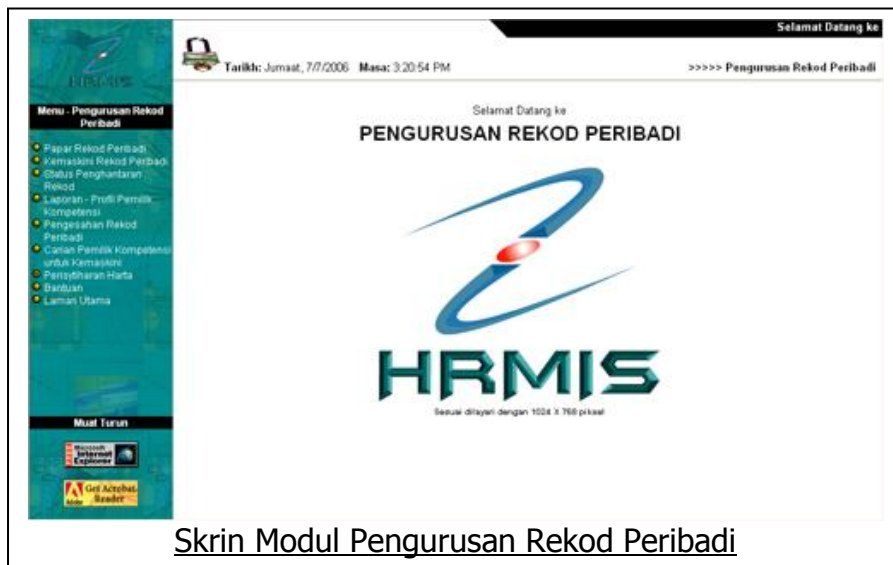 Selamat Datang ke
Tarikh: Jumaat, 7/7/2006 Masa: 3:20:54 PM
>>>>> Pengurusan Rekod Peribadi
HRMIS
Menu - Pengurusan Rekod
Peribadi
Papar Rekod Peribadi
Kemaskini Rekod Peribadi
Status Penghantaran
Rekod
Laporan - Profil Pemilik
Kompetensi
Pengesahan Rekod
Peribadi
Carian Pemilik Kompetensi
untuk Kemaskini
Perisytiharan Harta
Bantuan
Laman Utama
Muat Turun
Microsoft
Internet
Explorer
Get Acrobat
Reader
Adobe
Selamat Datang ke
PENGURUSAN REKOD PERIBADI
HRMIS
Sesuai dilayari dengan 1024 X 768 piksel
Skrin Modul Pengurusan Rekod Peribadi